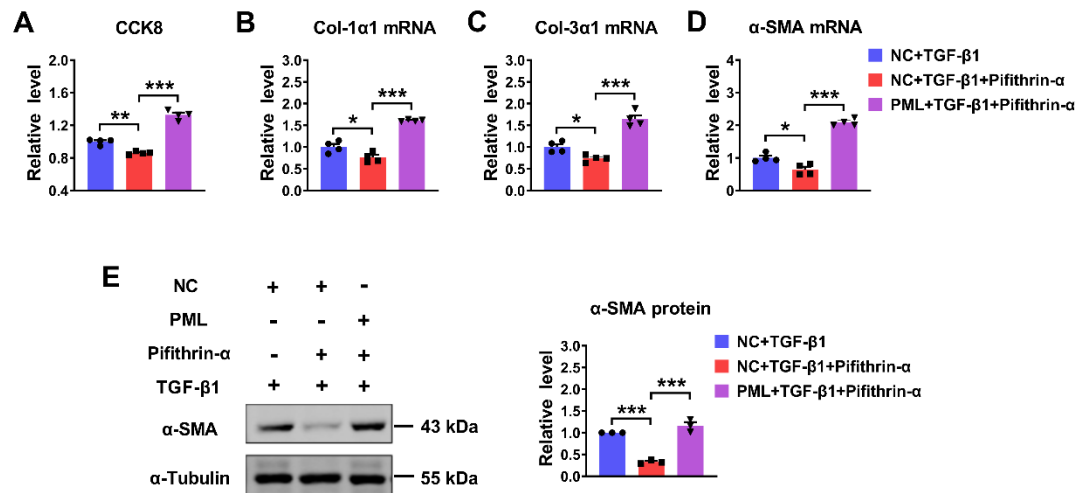 A
CCK8
Relative level
1.6
1.2
0.8
0.4
**
***
B
Col-1α1 mRNA
Relative level
3.0
2.5
2.0
1.5
1.0
0.5
0.0
*
***
C
Col-3α1 mRNA
Relative level
3.0
2.5
2.0
1.5
1.0
0.5
0.0
*
***
D
α-SMA mRNA
Relative level
4
3
2
1
0
*
***
NC+TGF-β1
NC+TGF-β1+Pifithrin-α
PML+TGF-β1+Pifithrin-α
E
NC + + -
PML - - +
Pifithrin-α - + +
TGF-β1 + + +
α-SMA 43 kDa
α-Tubulin 55 kDa
α-SMA protein
Relative level
3.0
2.5
2.0
1.5
1.0
0.5
0.0
***
***
NC+TGF-β1
NC+TGF-β1+Pifithrin-α
PML+TGF-β1+Pifithrin-α